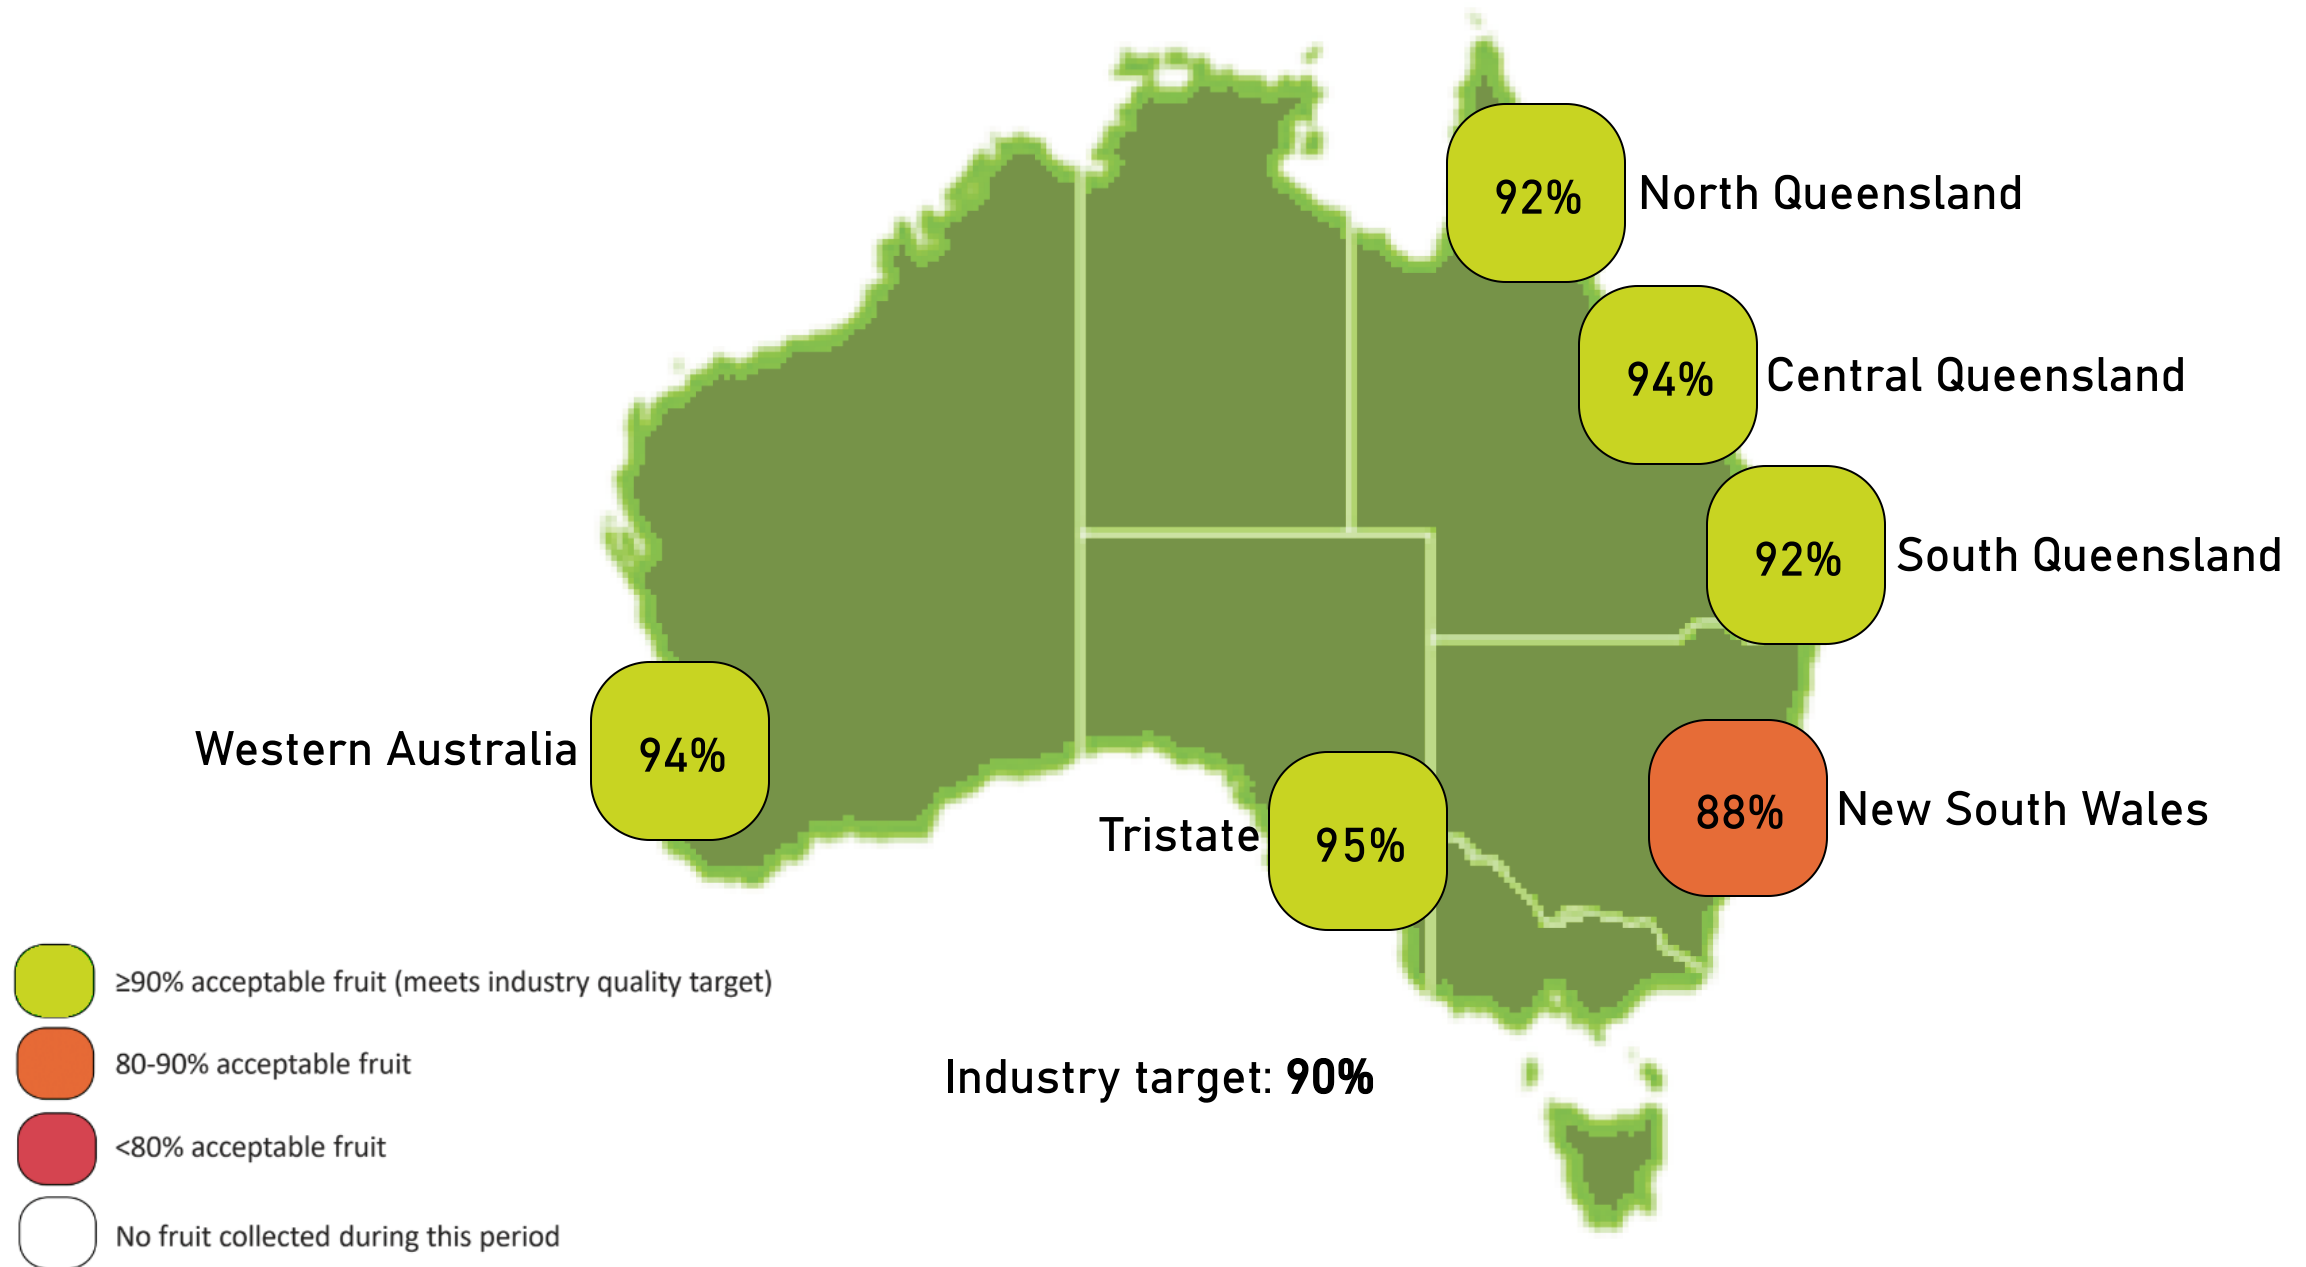 92%
North Queensland
94%
Central Queensland
92%
South Queensland
Western Australia
94%
Tristate
95%
88%
New South Wales
≥90% acceptable fruit (meets industry quality target)
80-90% acceptable fruit
<80% acceptable fruit
No fruit collected during this period
Industry target: 90%